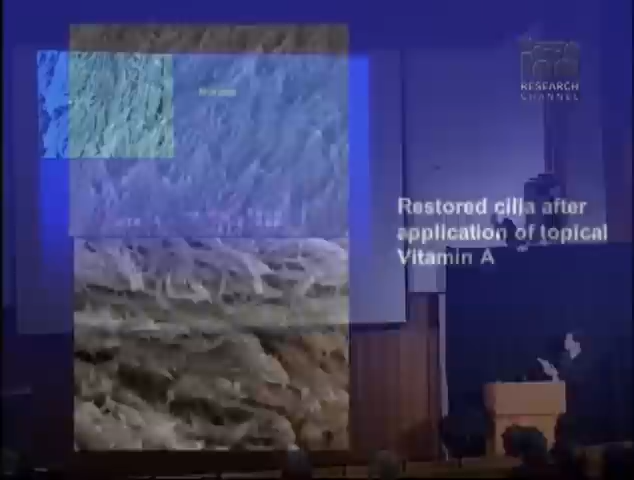 RESEARCH
CHANNEL
Restored cilia after
application of topical
Vitamin A